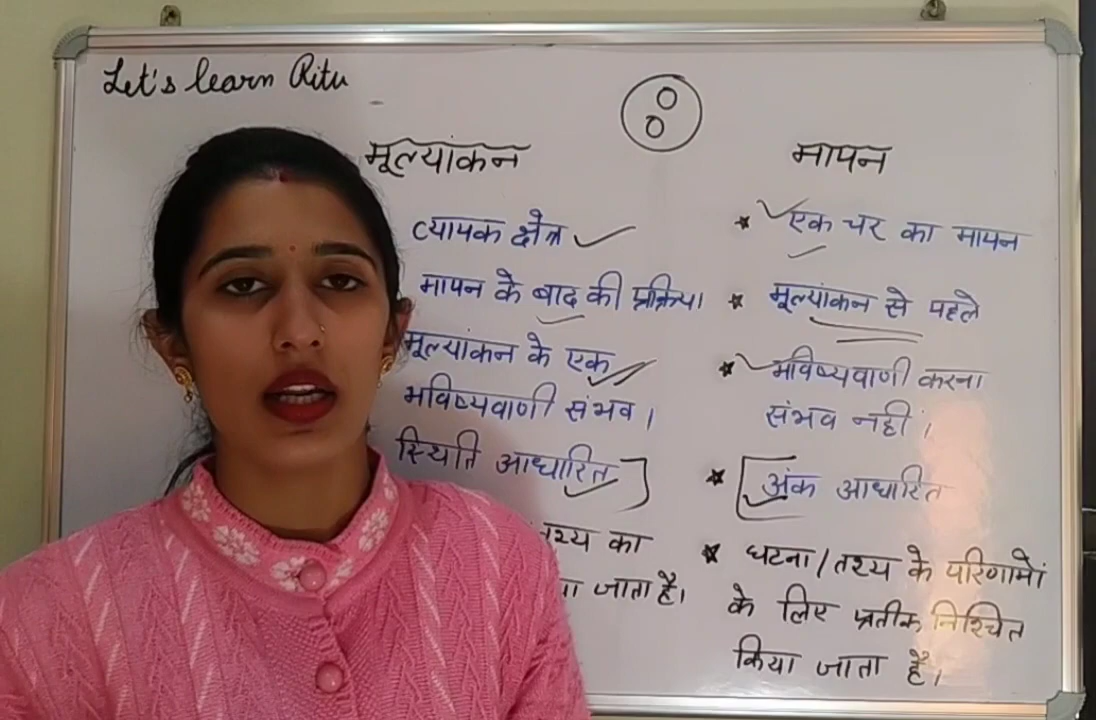 Let's learn Ritu
मूल्यांकन
व्यापक क्षेत्र
मापन के बाद की प्रक्रिया
मूल्यांकन के एक
भविष्यवाणी संभव।
स्थिति आधारित
का
जाता है।
मापन
एक चर का मापन
मूल्यांकन से पहले
भविष्यवाणी करना
संभव नहीं।
अंक आधारित
घटना/तथ्य के परिणामों
के लिए प्रतीक निश्चित
किया जाता है।